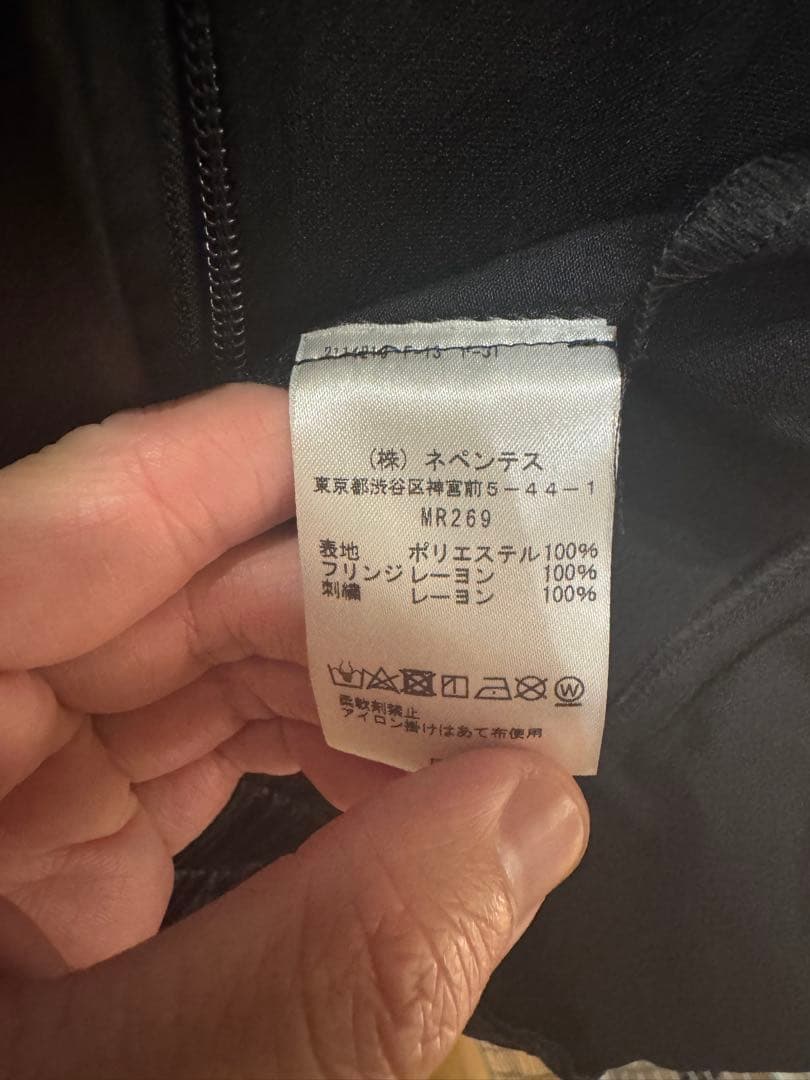 (株) ネペンテス
東京都渋谷区神宮前5-44-1
MR269
表地 ポリエステル 100%
フリンジ レーヨン 100%
刺繍 レーヨン 100%
W
柔軟剤禁止
アイロン掛けはあて布使用